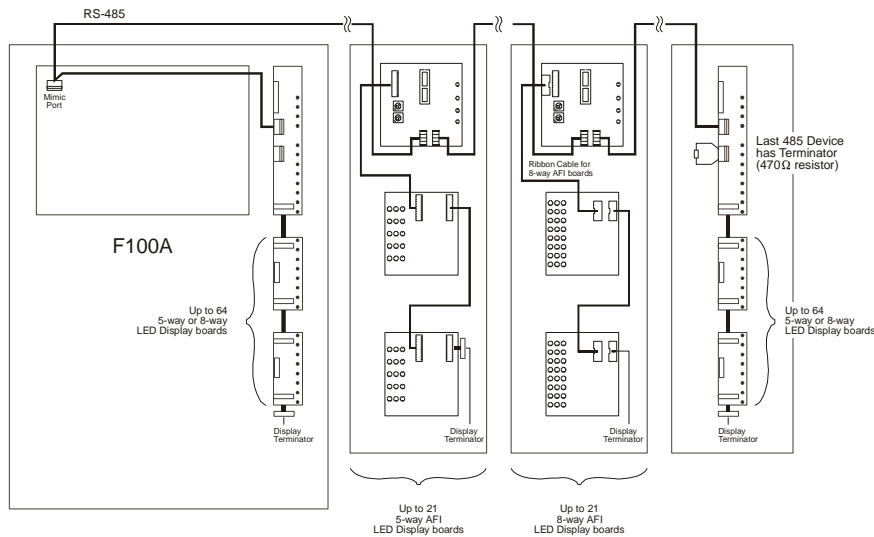 RS-485
Mimic
Port
F100A
Up to 64
5-way or 8-way
LED Display boards
Display
Terminator
Display
Terminator
Up to 21
5-way AFI
LED Display boards
Ribbon Cable for
8-way AFI boards
Display
Terminator
Up to 21
8-way AFI
LED Display boards
Last 485 Device
has Terminator
(470Ω resistor)
Up to 64
5-way or 8-way
LED Display boards
Display
Terminator